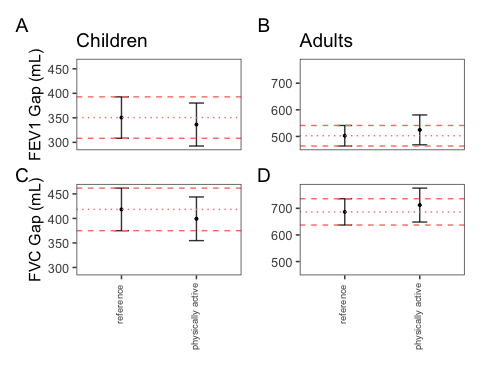 A
B
Children
Adults
FEV1 Gap (mL)
450
400
350
300
700
600
500
C
D
FVC Gap (mL)
450
400
350
300
700
600
500
reference
physically active
reference
physically active